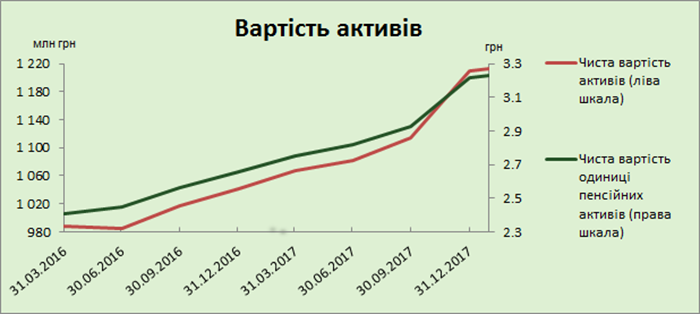 Вартість активів
млн грн
грн
1 220
1 180
1 140
1 100
1 060
1 020
980
3.3
3.1
2.9
2.7
2.5
2.3
31.03.2016
30.06.2016
30.09.2016
31.12.2016
31.03.2017
30.06.2017
30.09.2017
31.12.2017
Чиста вартість
активів (ліва
шкала)
Чиста вартість
одиниці
пенсійних
активів (права
шкала)